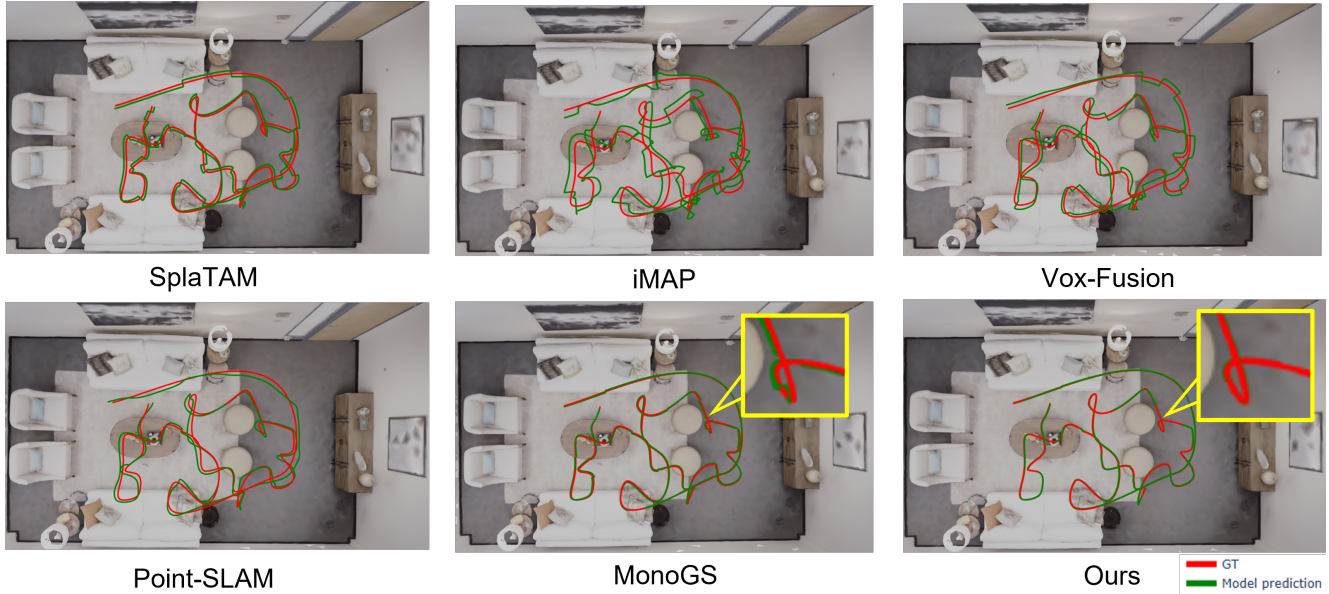 SplaTAM
iMAP
Vox-Fusion
Point-SLAM
MonoGS
Ours
GT
Model prediction